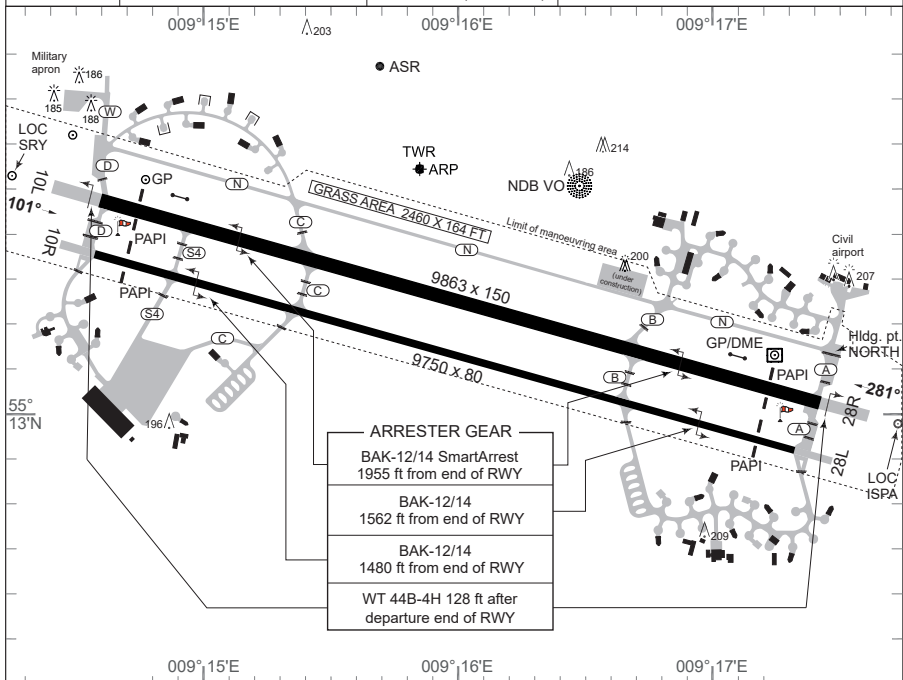 009°15'E
009°16'E
009°17'E
203
Military
apron
186
185
188
ASR
W
LOC
SRY
TWR
ARP
214
186
NDB VO
D
GP
N
10L
GRASS AREA 2460 X 164 FT
101°
D
PAPI
C
N
Limit of manoeuvring area
10R
S4
200
(under
construction)
Civil
airport
207
9863 x 150
PAPI
C
S4
B
N
C
GP/DME
Hldg. pt.
NORTH
9750 x 80
PAPI
A
B
281°
55°
13'N
196
28R
A
ARRESTER GEAR
BAK-12/14 SmartArrest
1955 ft from end of RWY
PAPI
28L
LOC
ISPA
BAK-12/14
1562 ft from end of RWY
209
BAK-12/14
1480 ft from end of RWY
WT 44B-4H 128 ft after
departure end of RWY
009°15'E
009°16'E
009°17'E